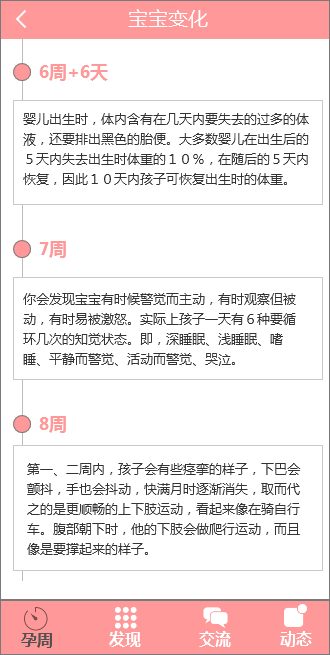 宝宝变化
6周+6天
婴儿出生时，体内含有在几天内要失去的过多的体
液，还要排出黑色的胎便。大多数婴儿在出生后的
５天内失去出生时体重的１０%，在随后的５天内
恢复，因此１０天内孩子可恢复出生时的体重。
7周
你会发现宝宝有时候警觉而主动，有时观察但被
动，有时易被激怒。实际上孩子一天有６种要循
环几次的知觉状态。即，深睡眠、浅睡眠、嗜
睡、平静而警觉、活动而警觉、哭泣。
8周
第一、二周内，孩子会有些痉挛的样子，下巴会
颤抖，手也会抖动，快满月时逐渐消失，取而代
之的是更顺畅的上下肢运动，看起来像在骑自行
车。腹部朝下时，他的下肢会做爬行运动，而且
像是要撑起来的样子。
孕周 发现 交流 动态